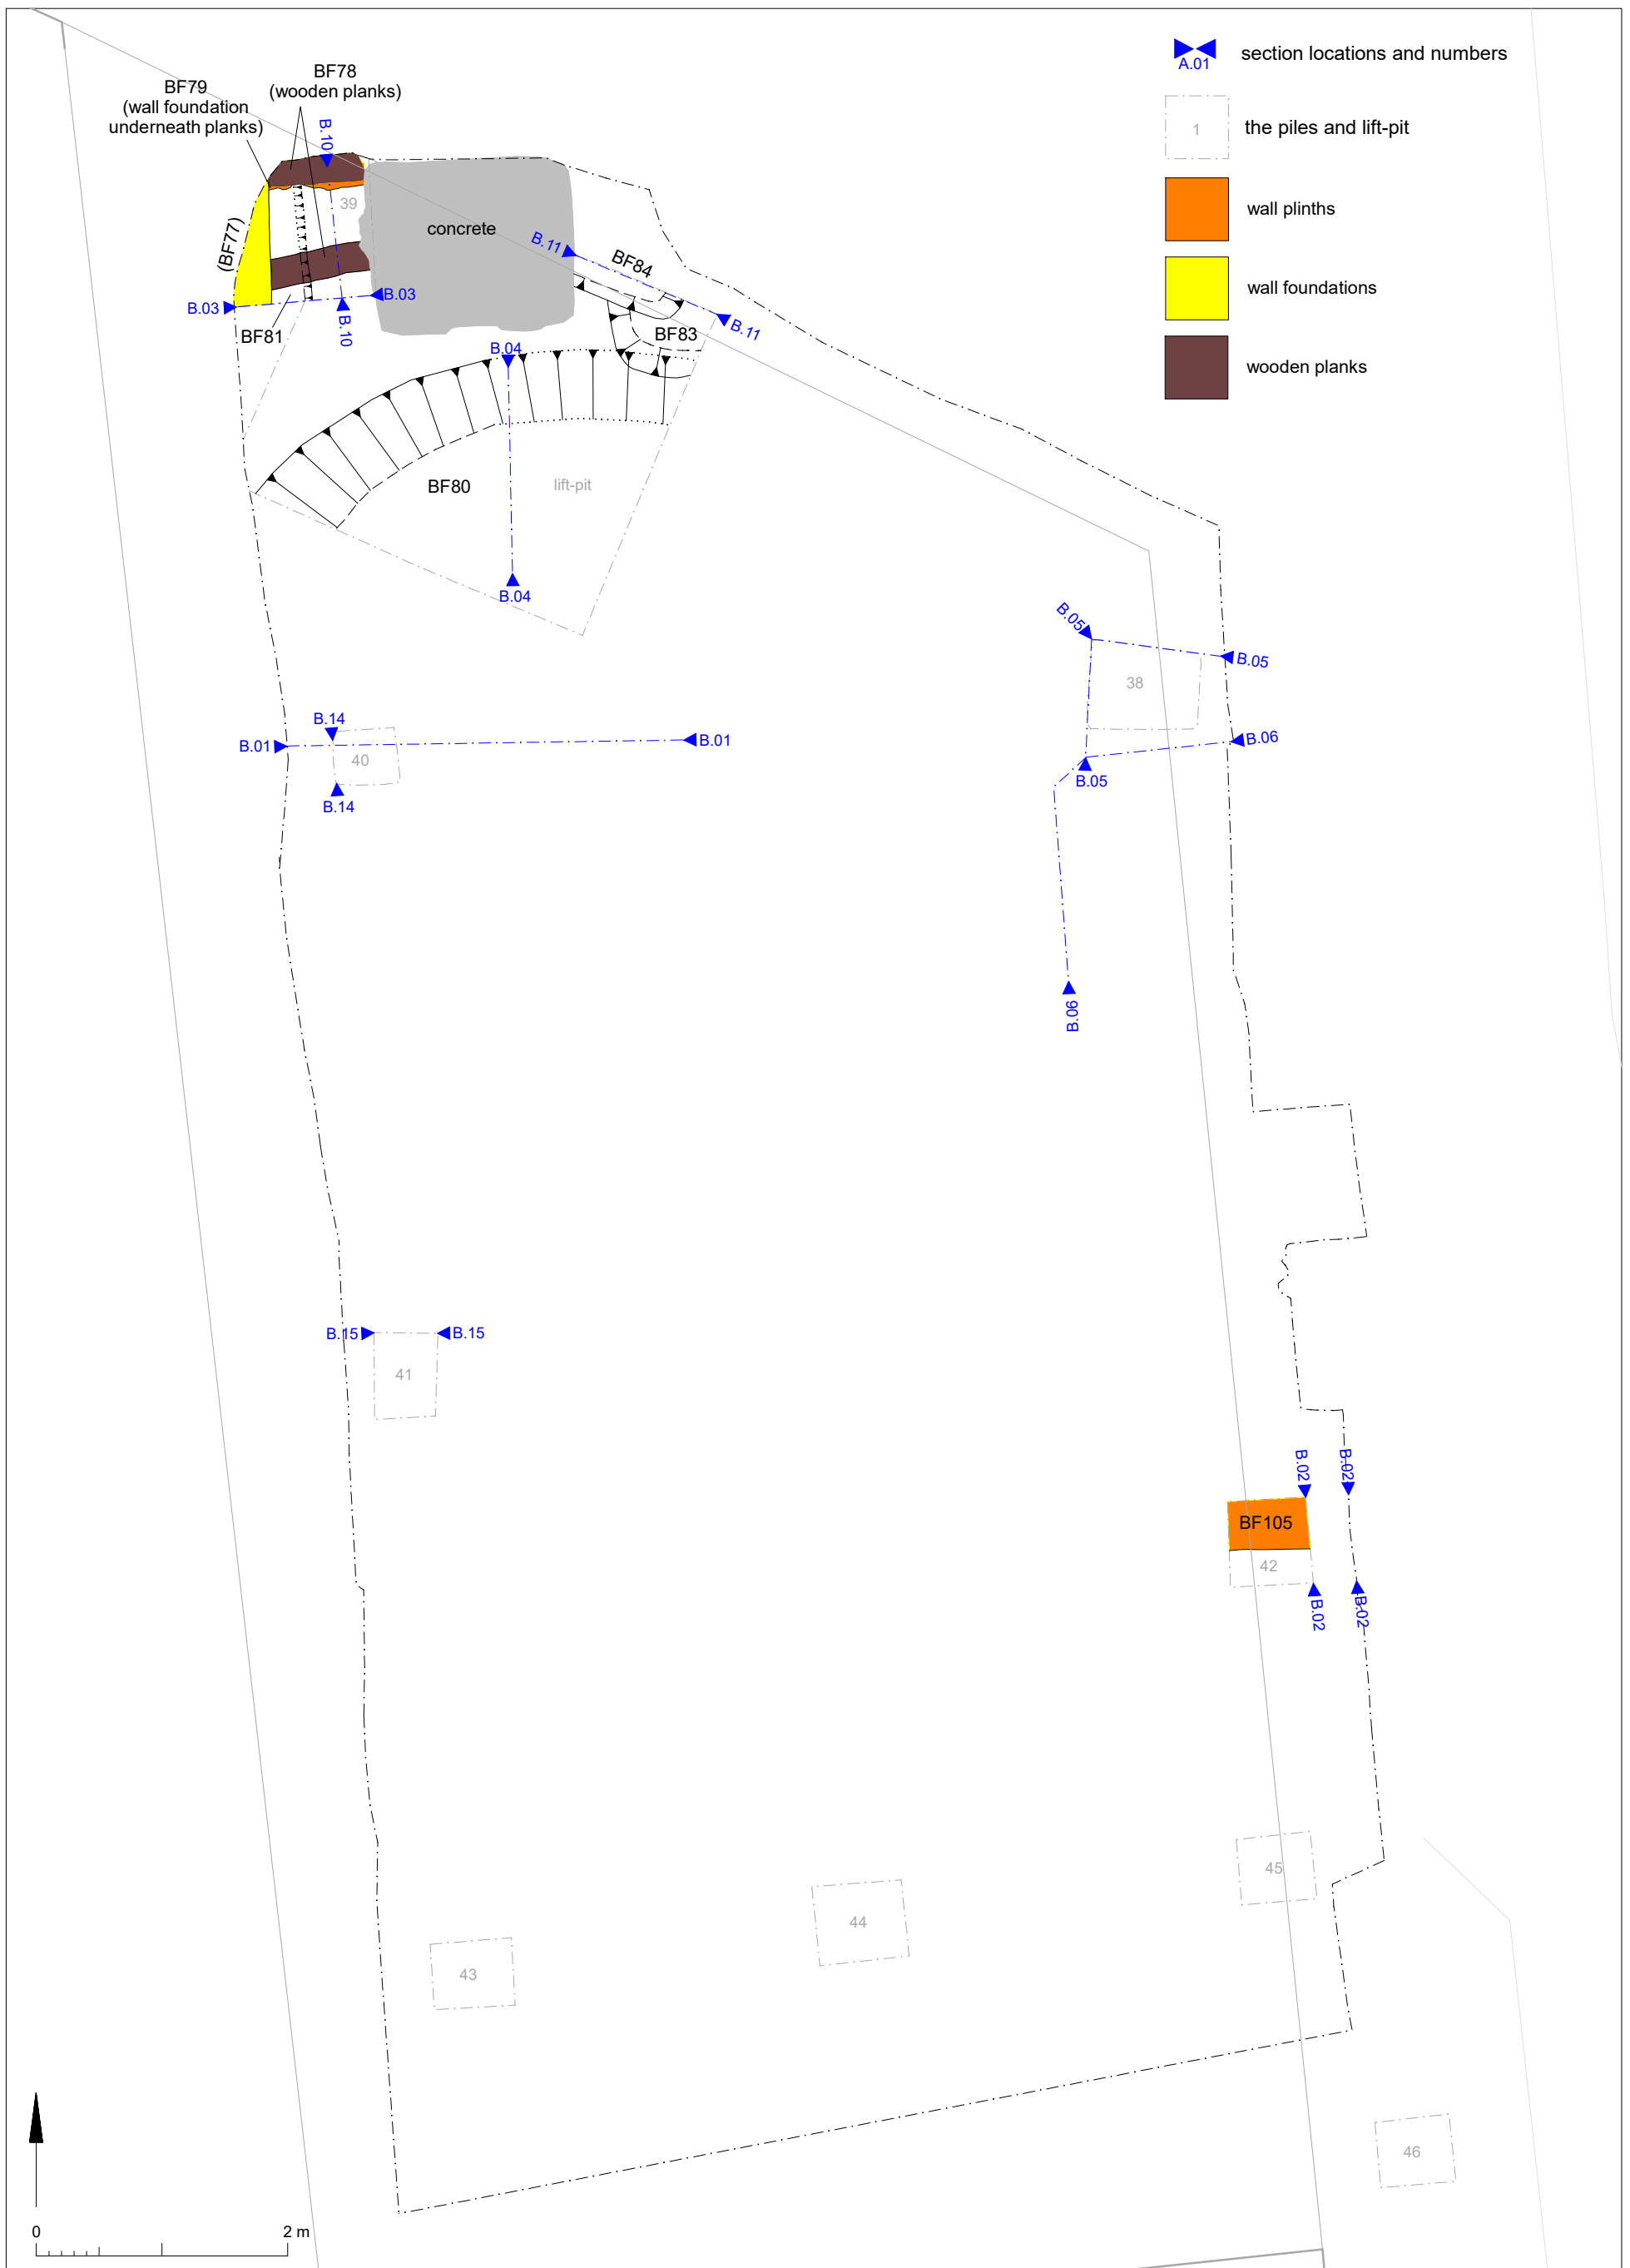 A.01
section locations and numbers
1
the piles and lift-pit
wall plinths
wall foundations
wooden planks
BF78
(wooden planks)
BF79
(wall foundation
underneath planks)
B.10
39
concrete
(BF77)
B.11
BF84
B.03
B.03
B.10
BF81
B.11
BF83
B.04
BF80
lift-pit
B.04
B.05
B.05
38
B.14
B.01
B.01
B.06
40
B.05
B.14
B.06
B.15
B.15
41
B.02
B.02
BF105
42
B.02
B.02
45
44
43
46
0
2 m